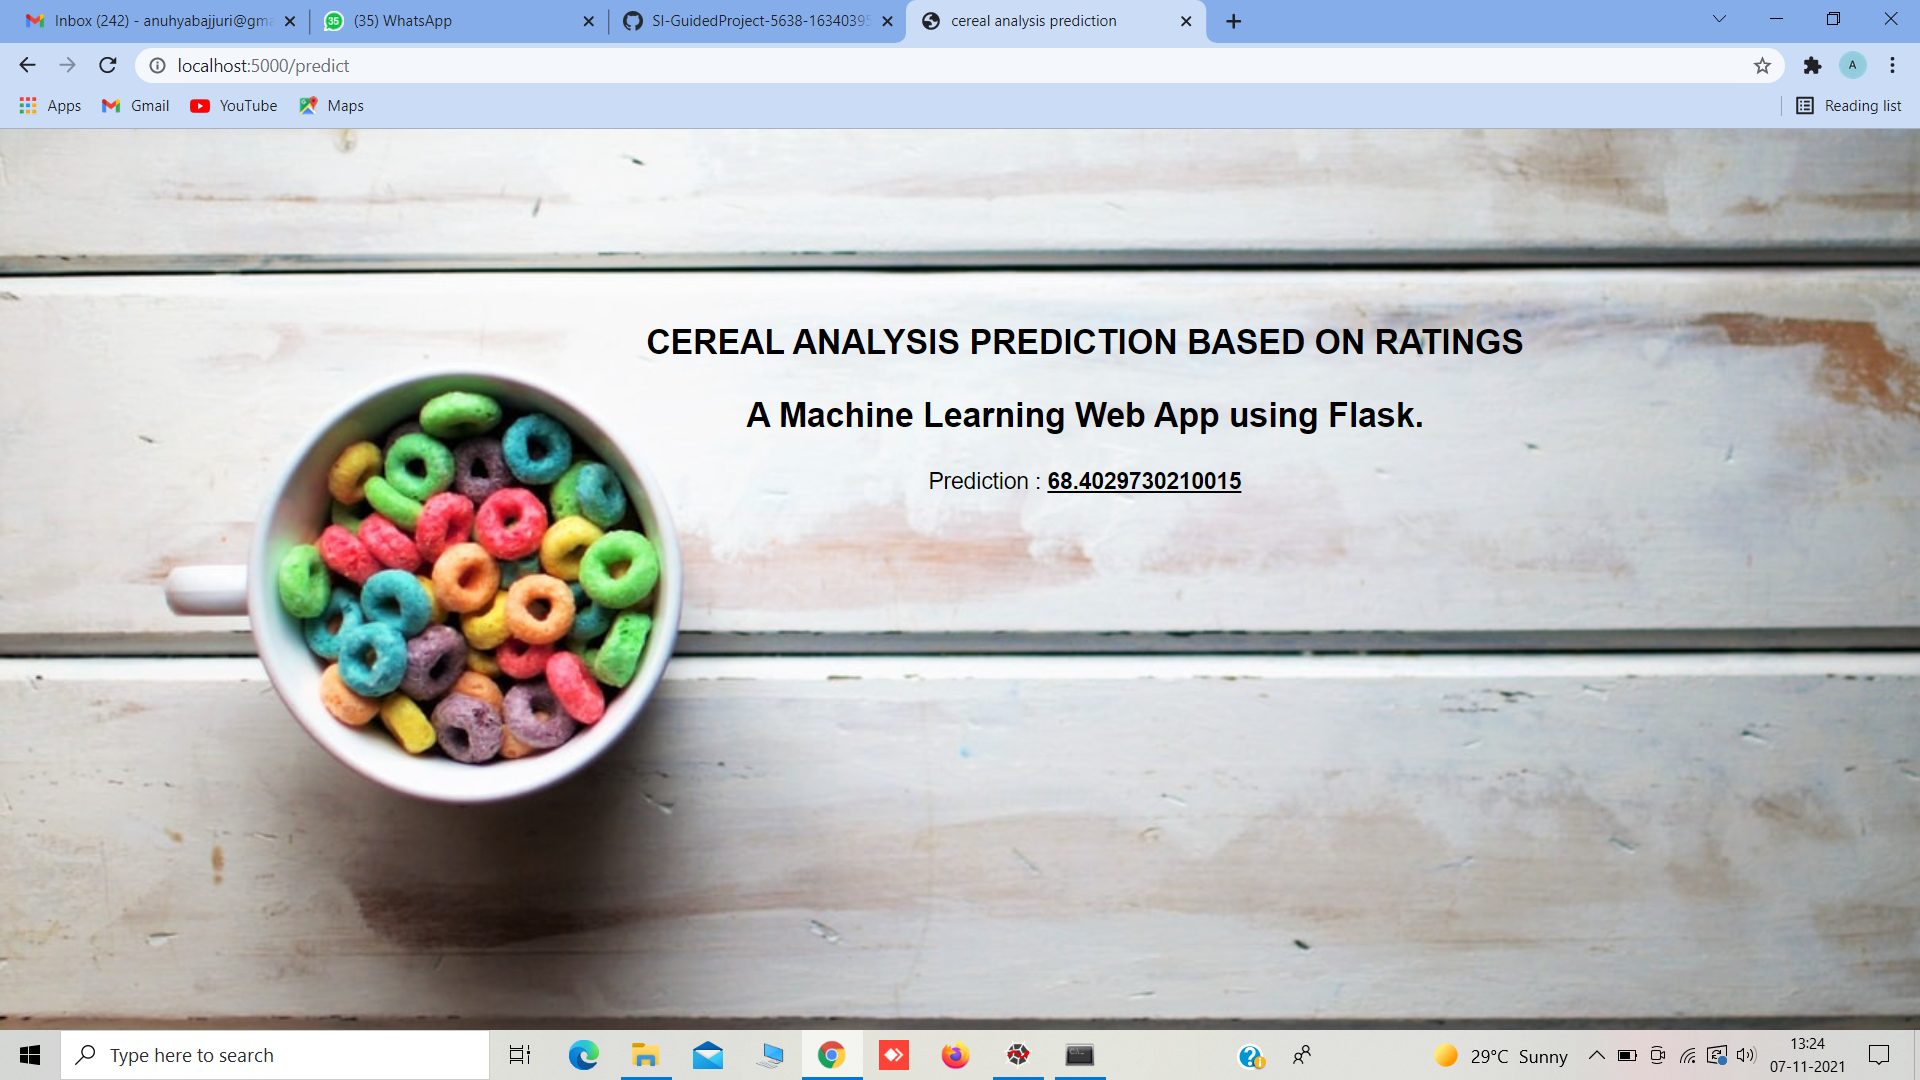 Inbox (242) - anuhyabajjuri@gma
(35) WhatsApp
SI-GuidedProject-5638-16340395
cereal analysis prediction
localhost:5000/predict
A
Apps
Gmail
YouTube
Maps
Reading list
CEREAL ANALYSIS PREDICTION BASED ON RATINGS
A Machine Learning Web App using Flask.
Prediction : 68.4029730210015
Type here to search
29°C Sunny
13:24
07-11-2021